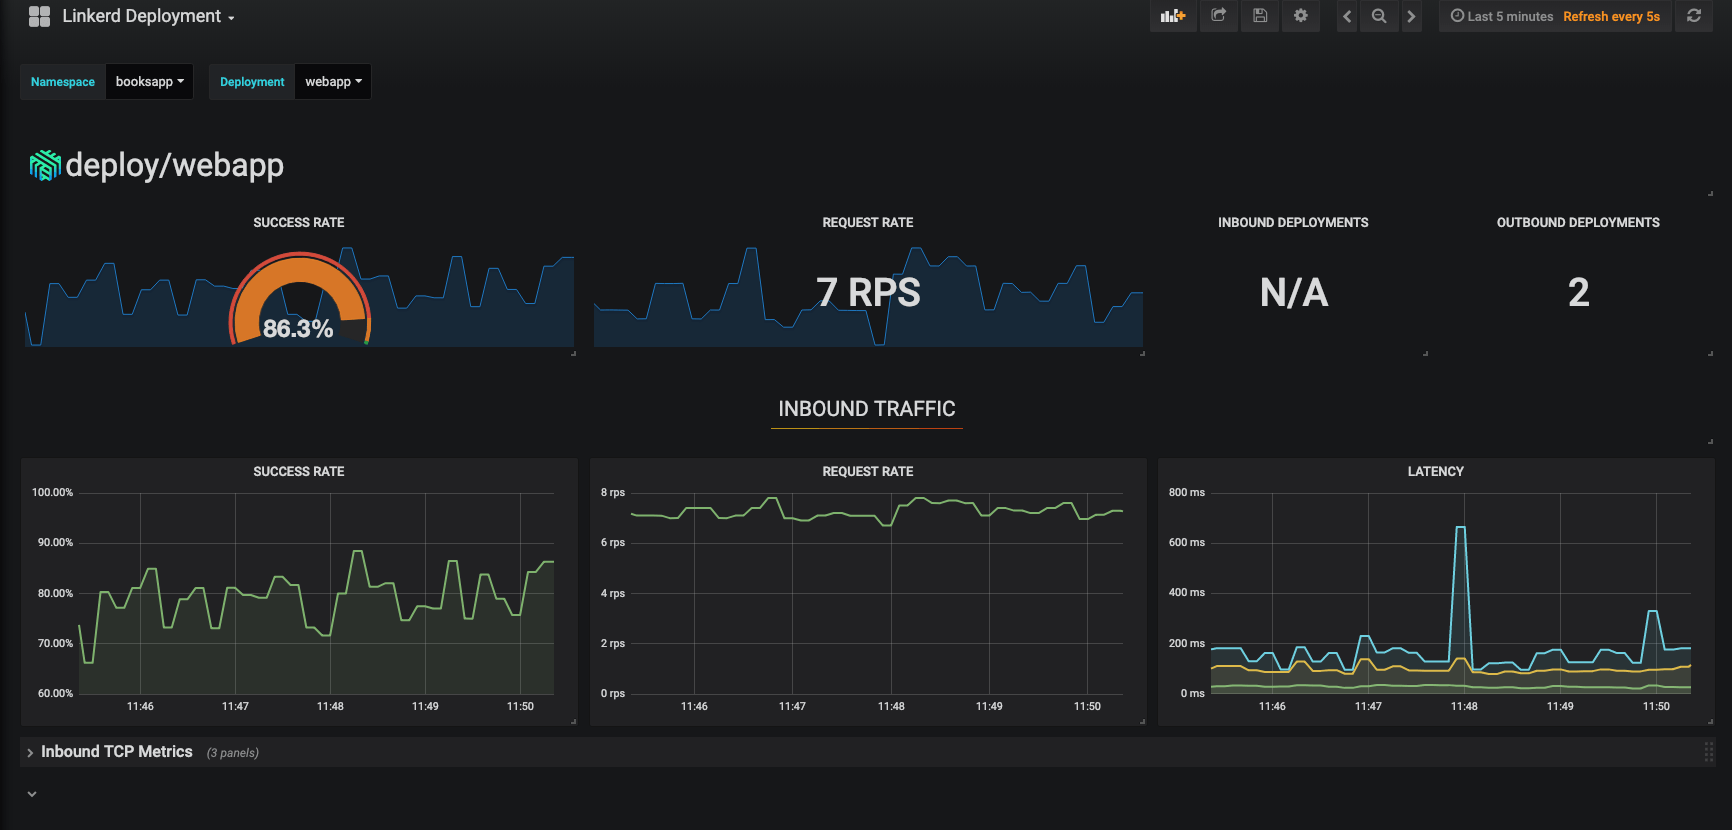 Linkerd Deployment
Last 5 minutes Refresh every 5s
Namespace booksapp Deployment webapp
deploy/webapp
SUCCESS RATE
86.3%
REQUEST RATE
7 RPS
INBOUND DEPLOYMENTS
N/A
OUTBOUND DEPLOYMENTS
2
INBOUND TRAFFIC
SUCCESS RATE
100.00%
90.00%
80.00%
70.00%
60.00%
11:46 11:47 11:48 11:49 11:50
REQUEST RATE
8 rps
6 rps
4 rps
2 rps
0 rps
11:46 11:47 11:48 11:49 11:50
LATENCY
800 ms
600 ms
400 ms
200 ms
0 ms
11:46 11:47 11:48 11:49 11:50
Inbound TCP Metrics (3 panels)